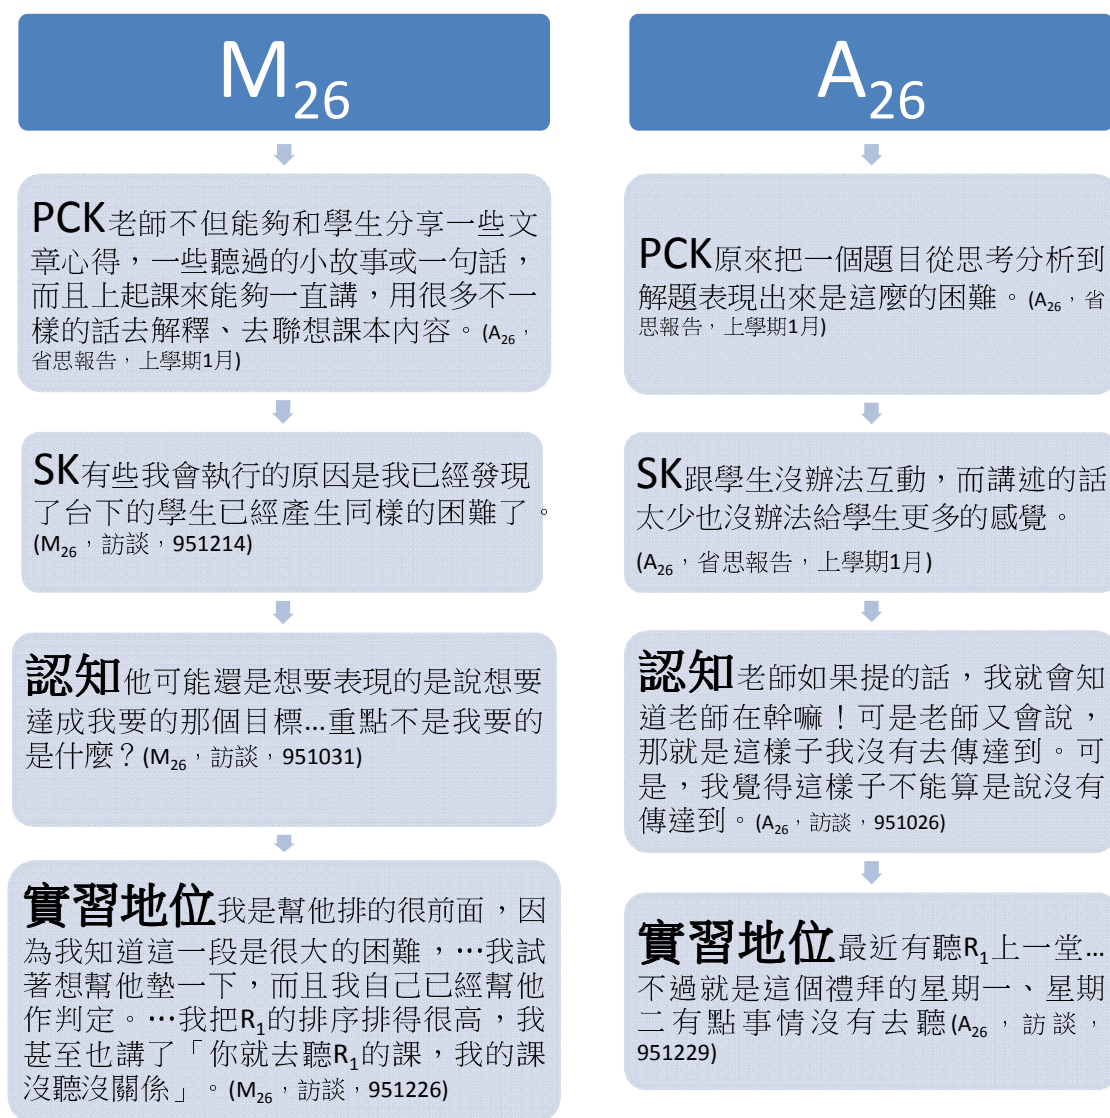 M26
PCK老師不但能夠和學生分享一些文
章心得，一些聽過的小故事或一句話，
而且上起課來能夠一直講，用很多不一
樣的話去解釋、去聯想課本內容。(A26，
省思報告，上學期1月)
SK有些我會執行的原因是我已經發現
了台下的學生已經產生同樣的困難了。
(M26，訪談，951214)
認知他可能還是想要表現的是說想要
達成我要的那個目標…重點不是我要的
是什麼？(M26，訪談，951031)
實習地位我是幫他排的很前面，因
為我知道這一段是很大的困難，…我試
著想幫他墊一下，而且我自己已經幫他
作判定。…我把R1的排序排得很高，我
甚至也講了「你就去聽R1的課，我的課
沒聽沒關係」。(M26，訪談，951226)
A26
PCK原來把一個題目從思考分析到
解題表現出來是這麼的困難。(A26，省
思報告，上學期1月)
SK跟學生沒辦法互動，而講述的話
太少也沒辦法給學生更多的感覺。
(A26，省思報告，上學期1月)
認知老師如果提的話，我就會知
道老師在幹嘛！可是老師又會說，
那就是這樣子我沒有去傳達到。可
是，我覺得這樣子不能算是說沒有
傳達到。(A26，訪談，951026)
實習地位最近有聽R1上一堂…
不過就是這個禮拜的星期一、星期
二有點事情沒有去聽(A26，訪談，
951229)